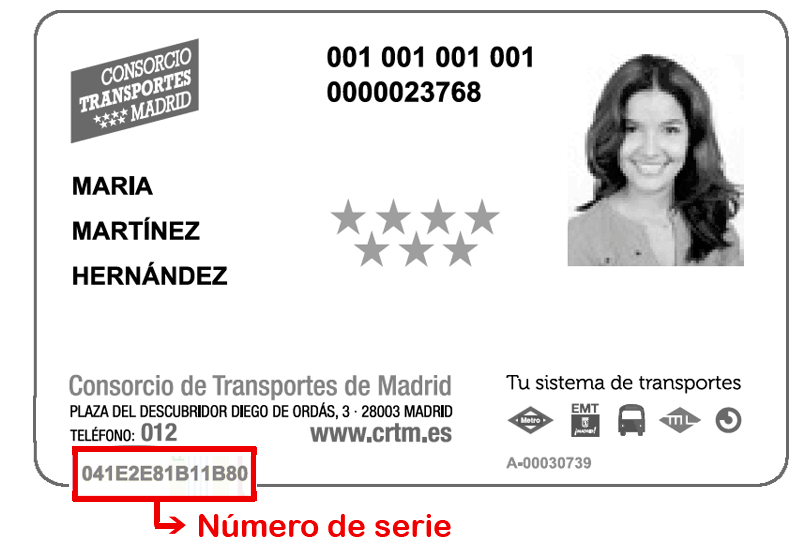 CONSORCIO
TRANSPORTES
MADRID
001 001 001 001
0000023768
MARIA
MARTÍNEZ
HERNÁNDEZ
Consorcio de Transportes de Madrid
PLAZA DEL DESCUBRIDOR DIEGO DE ORDÁS, 3 · 28003 MADRID
TELÉFONO: 012 www.crtm.es
Tu sistema de transportes
Metro
EMT
mL
A-00030739
041E2E81B11B80
Número de serie